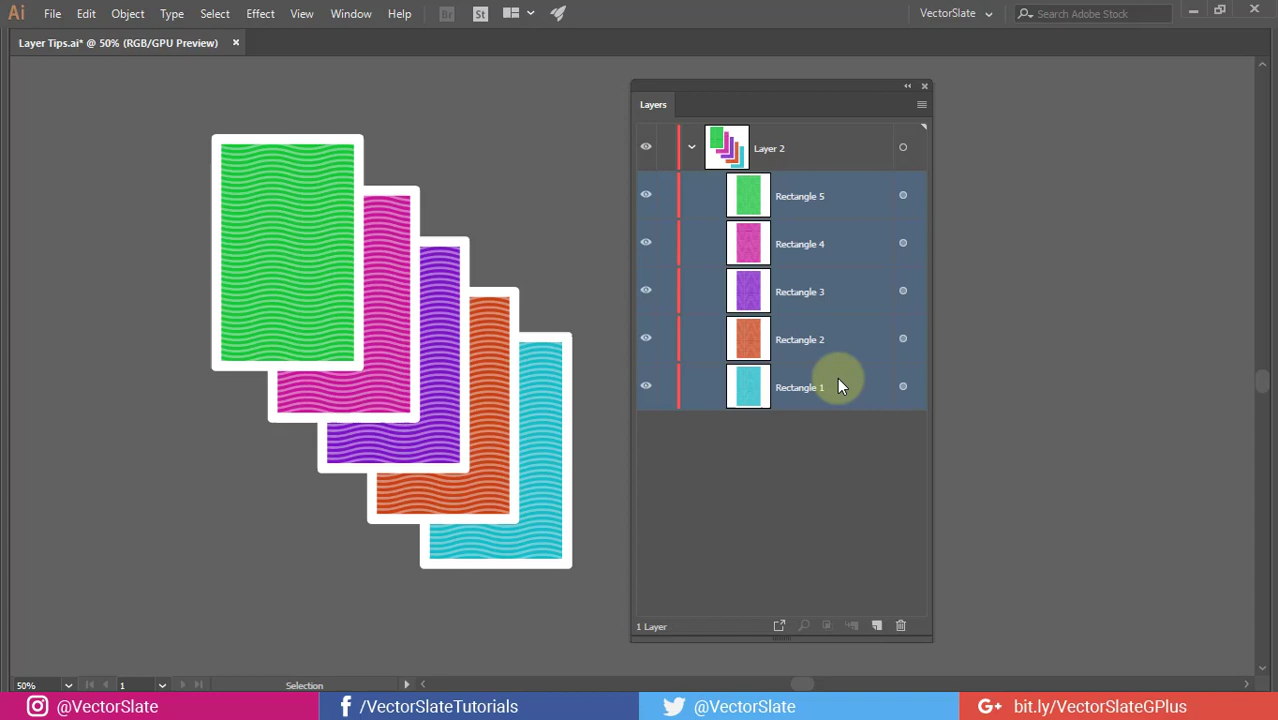 Ai File Edit Object Type Select Effect View Window Help Br St VectorSlate Search Adobe Stock
Layer Tips.ai* @ 50% (RGB/GPU Preview)
Layers
Layer 2
Rectangle 5
Rectangle 4
Rectangle 3
Rectangle 2
Rectangle 1
1 Layer
50% 1 Selection
@VectorSlate /VectorSlateTutorials @VectorSlate G+ bit.ly/VectorSlateGPlus